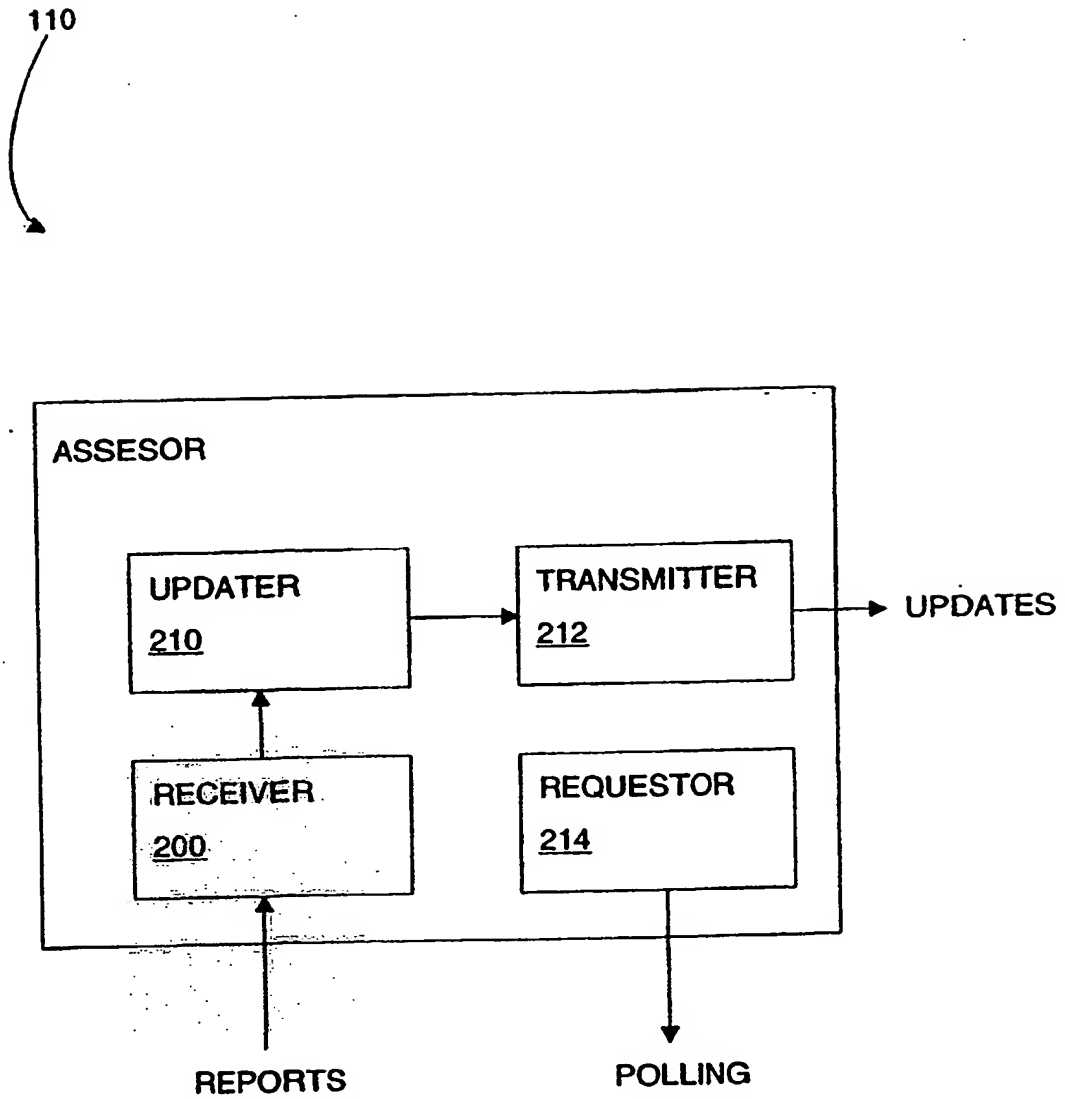 110
ASSESOR
UPDATER
210
TRANSMITTER
212
UPDATES
RECEIVER
200
REQUESTOR
214
REPORTS
POLLING